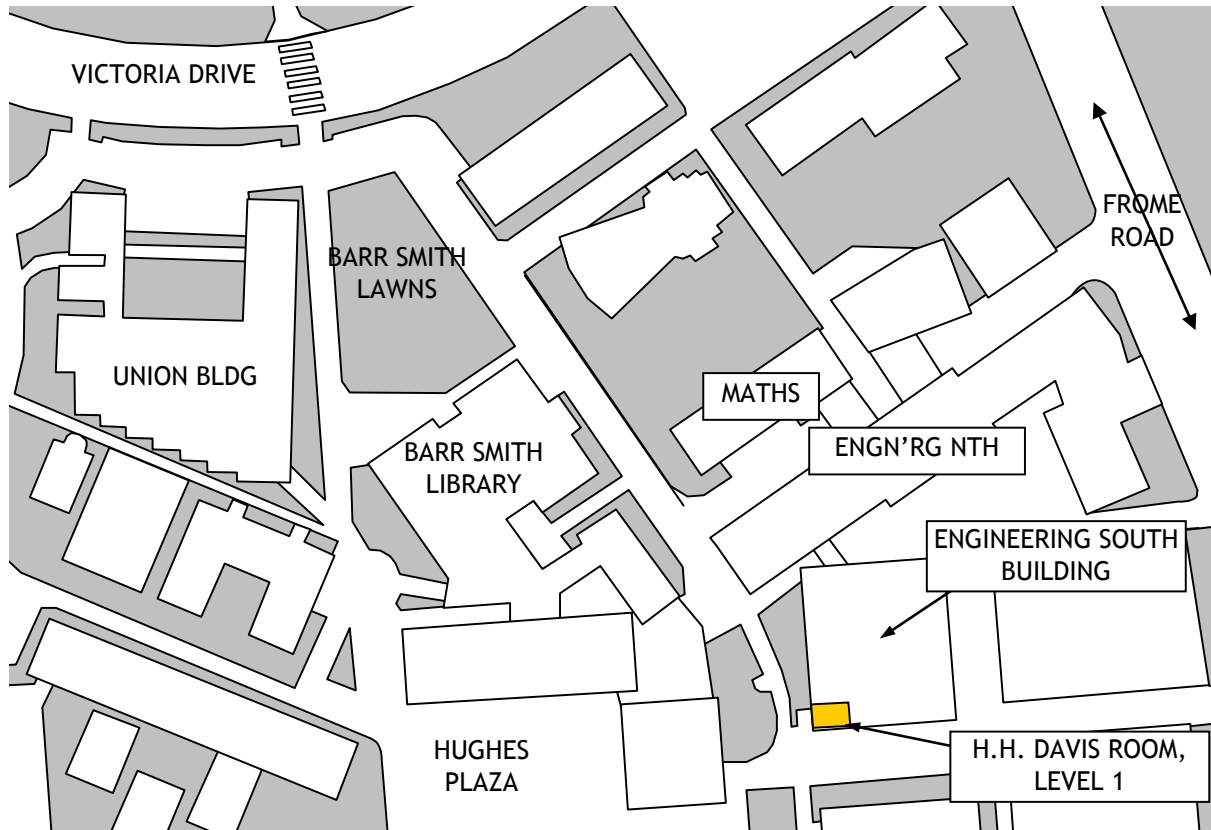 VICTORIA DRIVE
FROME
ROAD
BARR SMITH
LAWNS
UNION BLDG
MATHS
ENGN'RG NTH
BARR SMITH
LIBRARY
ENGINEERING SOUTH
BUILDING
HUGHES
PLAZA
H.H. DAVIS ROOM,
LEVEL 1